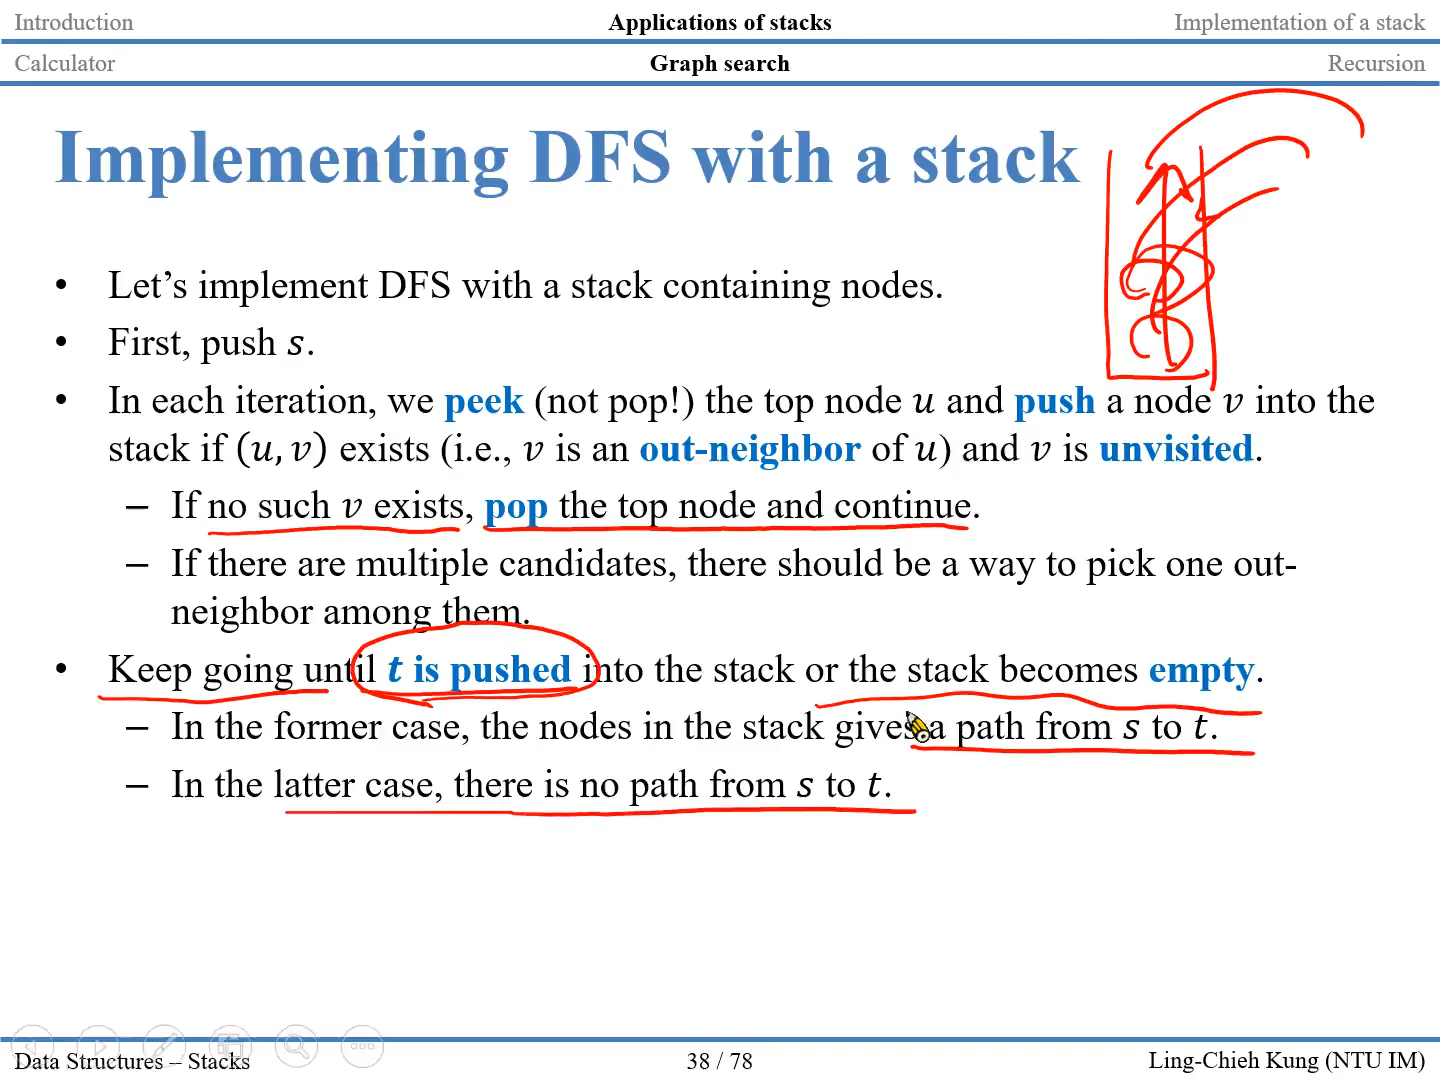 Introduction Applications of stacks Implementation of a stack
Calculator Graph search Recursion
Implementing DFS with a stack
• Let’s implement DFS with a stack containing nodes.
• First, push s.
• In each iteration, we peek (not pop!) the top node u and push a node v into the
stack if (u, v) exists (i.e., v is an out-neighbor of u) and v is unvisited.
– If no such v exists, pop the top node and continue.
– If there are multiple candidates, there should be a way to pick one out-
neighbor among them.
• Keep going until t is pushed into the stack or the stack becomes empty.
– In the former case, the nodes in the stack gives a path from s to t.
– In the latter case, there is no path from s to t.
Data Structures – Stacks 38 / 78 Ling-Chieh Kung (NTU IM)